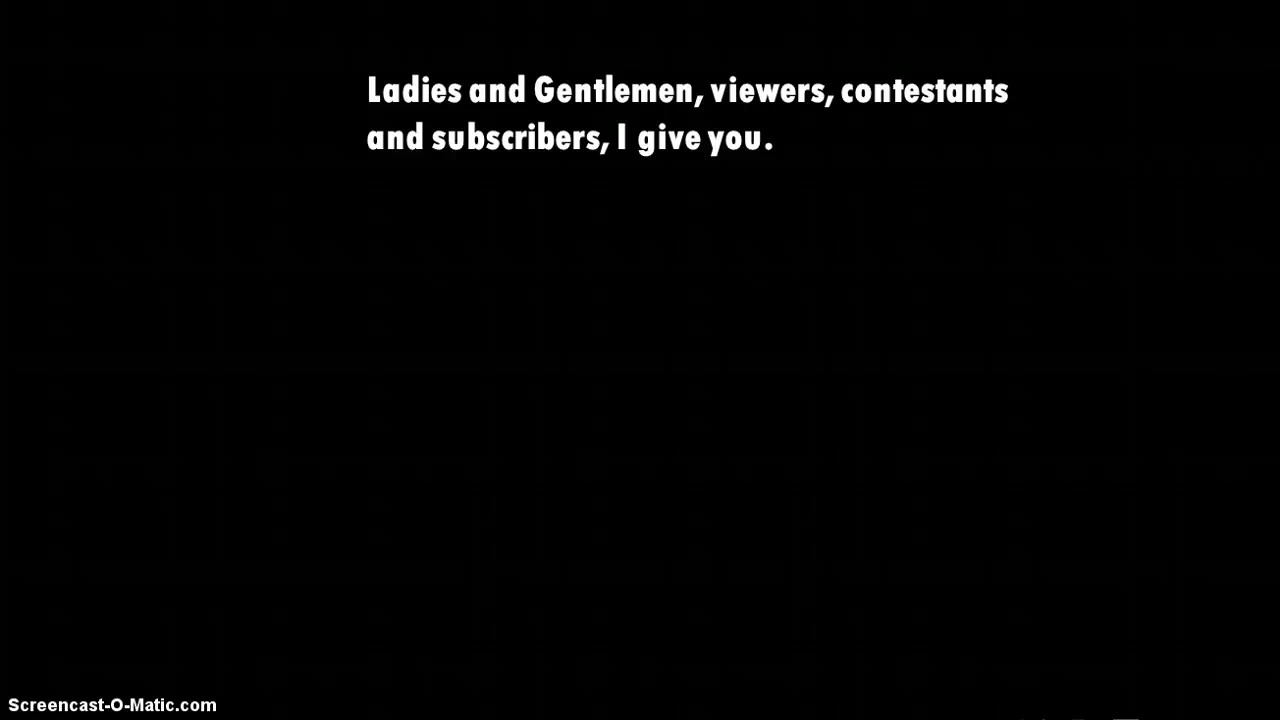 Ladies and Gentlemen, viewers, contestants
and subscribers, I give you.
Screencast-O-Matic.com